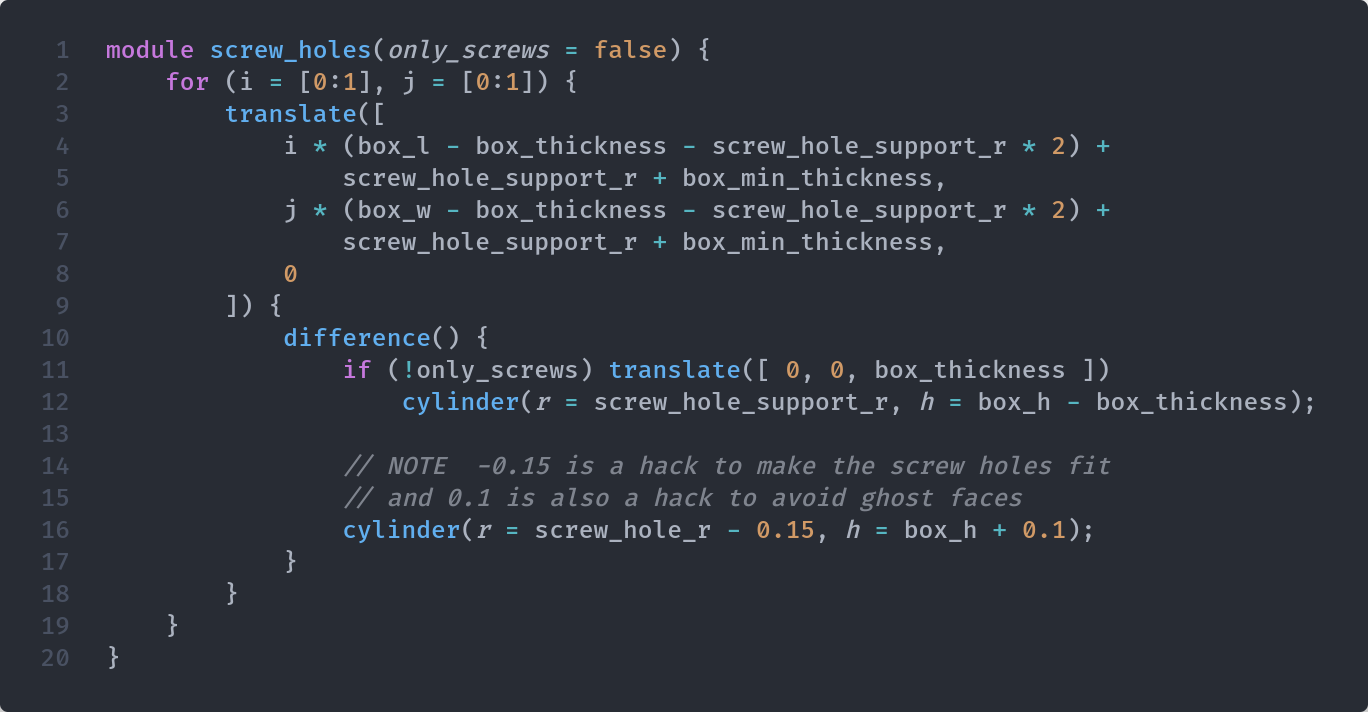 1 module screw_holes(only_screws = false) {
2     for (i = [0:1], j = [0:1]) {
3         translate([
4             i * (box_l - box_thickness - screw_hole_support_r * 2) +
5                 screw_hole_support_r + box_min_thickness,
6             j * (box_w - box_thickness - screw_hole_support_r * 2) +
7                 screw_hole_support_r + box_min_thickness,
8             0
9         ]) {
10             difference() {
11                 if (!only_screws) translate([ 0, 0, box_thickness ])
12                     cylinder(r = screw_hole_support_r, h = box_h - box_thickness);
13
14                 // NOTE  -0.15 is a hack to make the screw holes fit
15                 // and 0.1 is also a hack to avoid ghost faces
16                 cylinder(r = screw_hole_r - 0.15, h = box_h + 0.1);
17             }
18         }
19     }
20 }